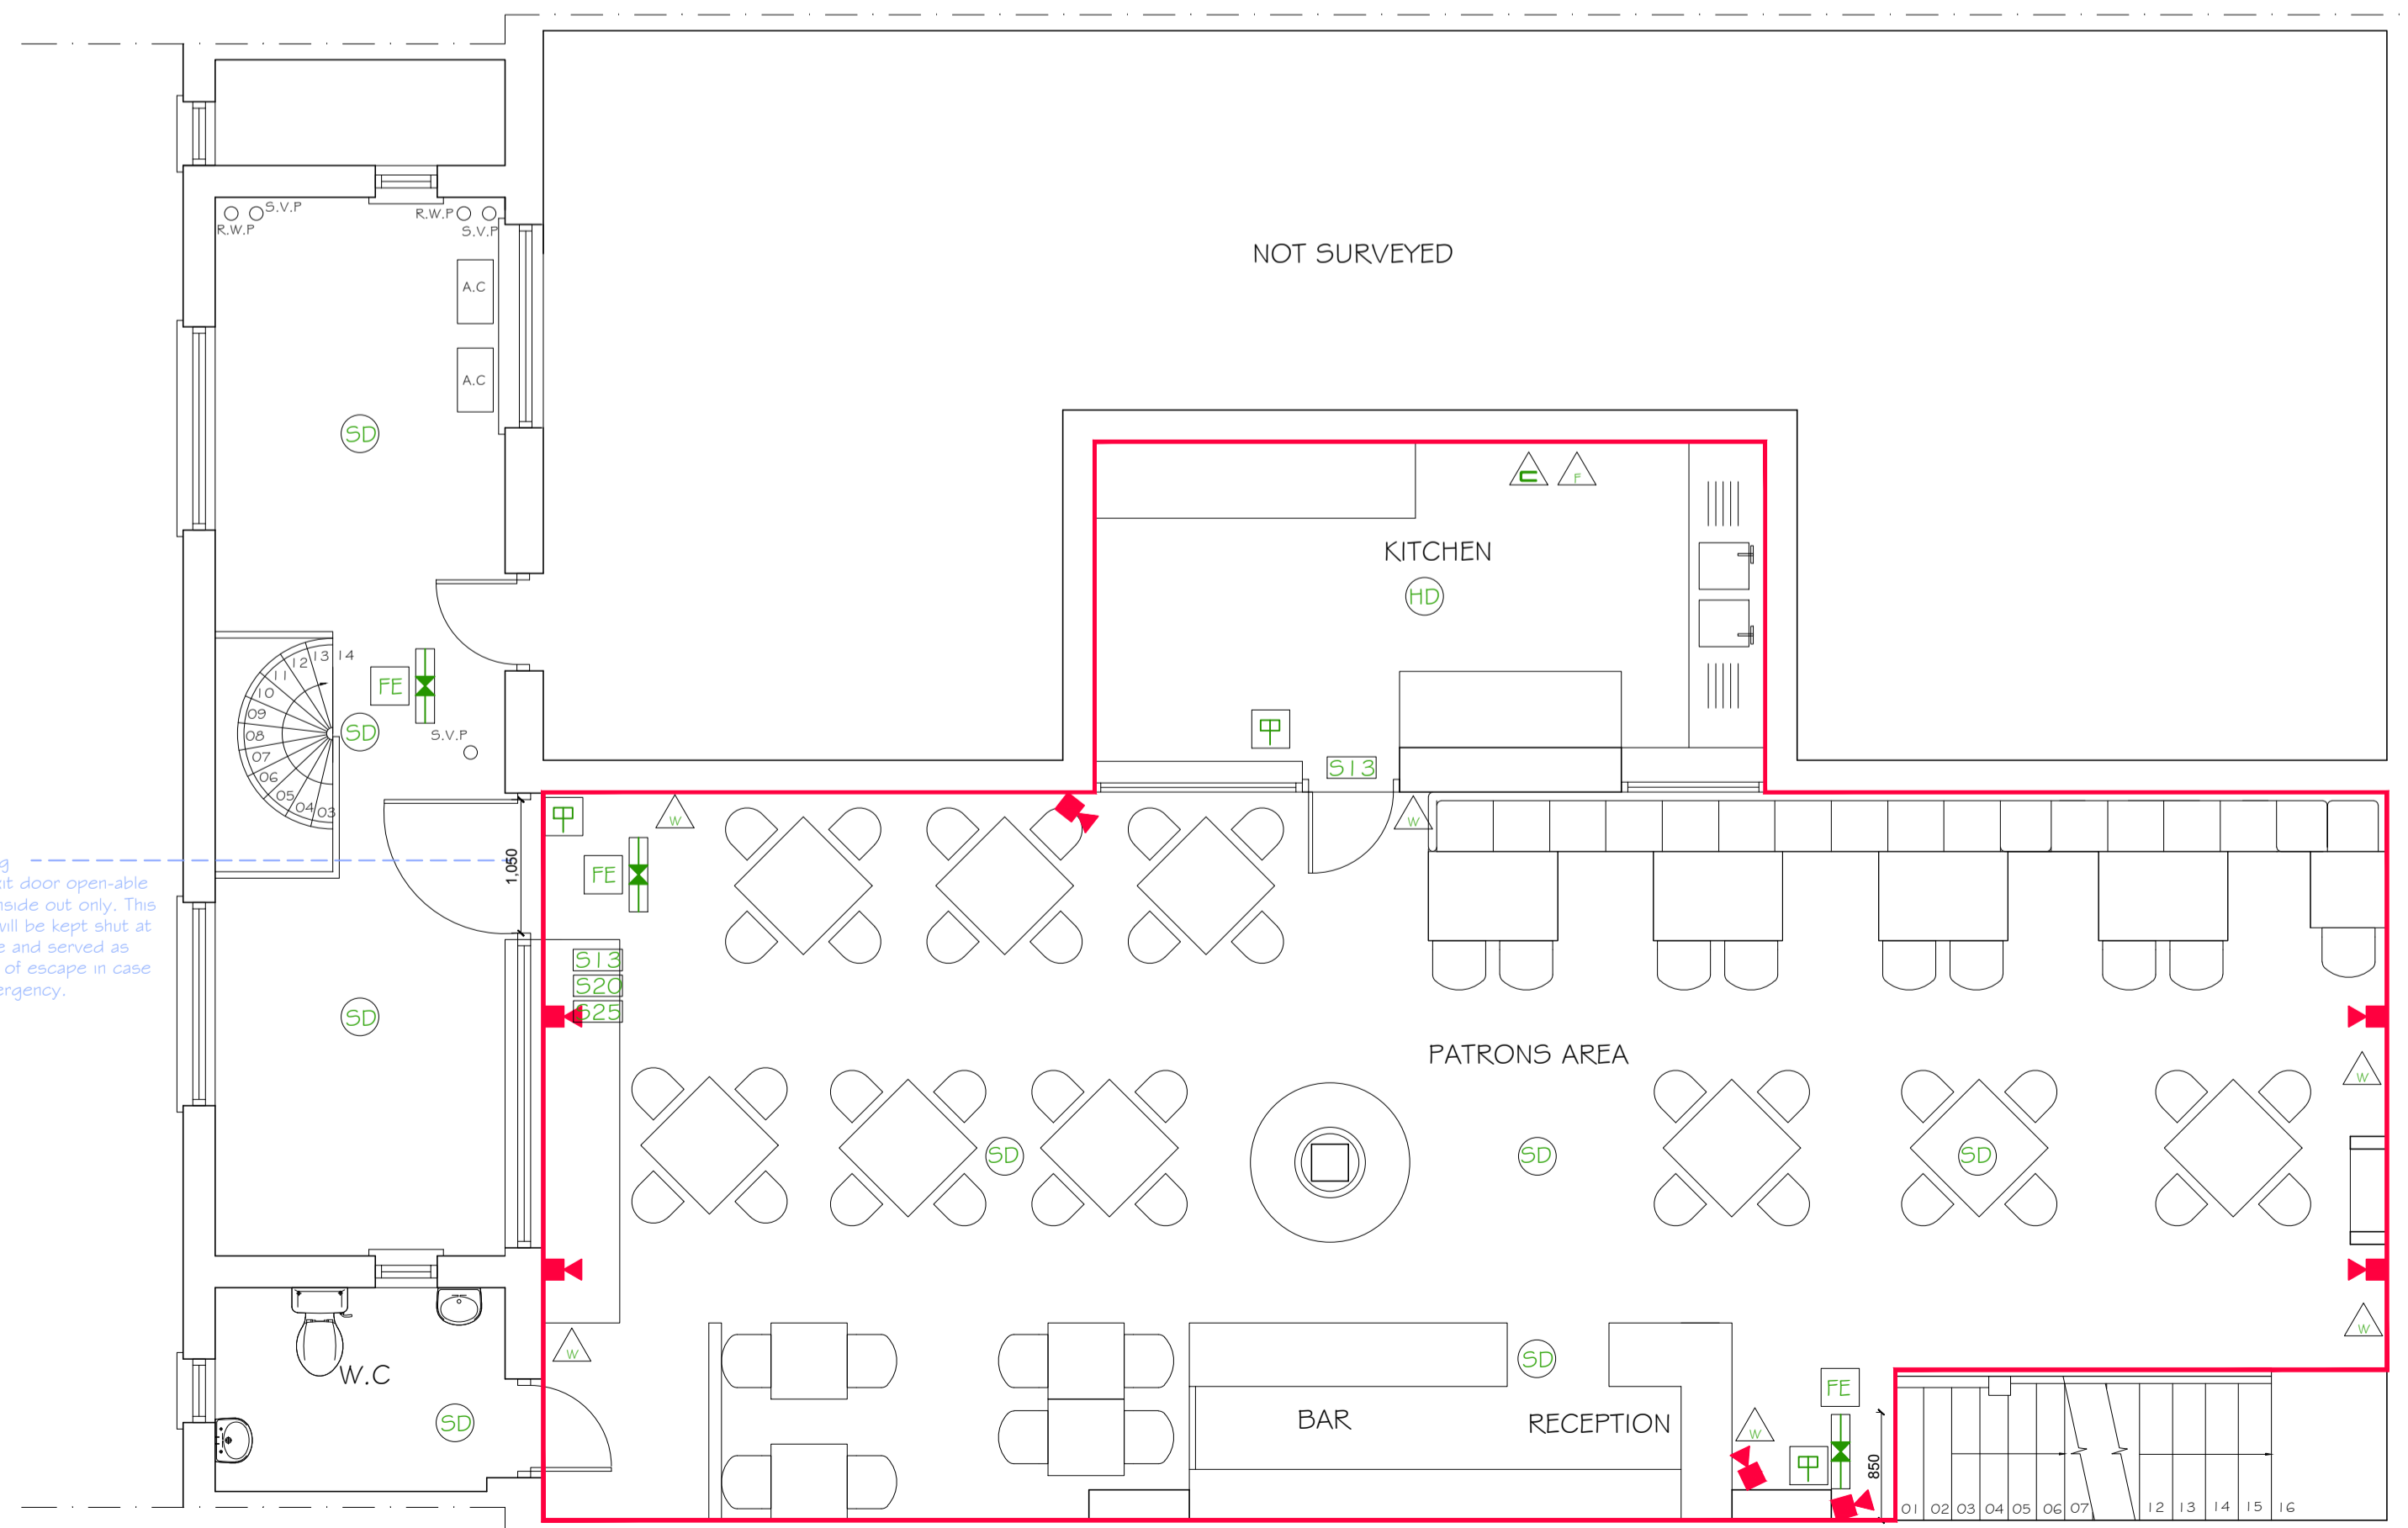 NOT SURVEYED
S.V.P
R.W.P
R.W.P
S.V.P
A.C
A.C
SD
F
KITCHEN
HD
12 13 14
11
10
09
08
07
06
05
04
03
FE
SD
S.V.P
S13
W
W
1,050
it door open-able
nside out only. This
will be kept shut at
e and served as
of escape in case
ergency.
FE
S13
S20
S25
SD
PATRONS AREA
W
SD
SD
SD
W
W
W.C
SD
SD
BAR
RECEPTION
W
FE
850
01 02 03 04 05 06 07 12 13 14 15 16